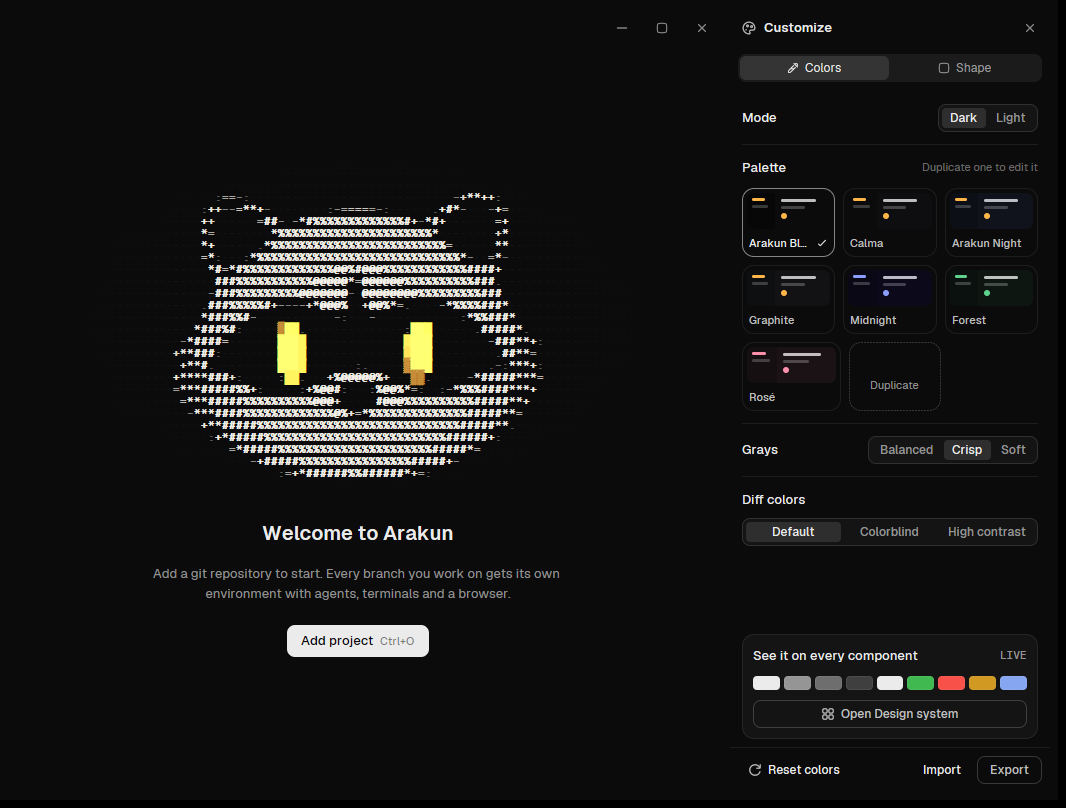 Welcome to Arakun
Add a git repository to start. Every branch you work on gets its own
environment with agents, terminals and a browser.
Add project Ctrl+O
Customize
Colors
Shape
Mode
Dark
Light
Palette
Duplicate one to edit it
Arakun Bl...
Calma
Arakun Night
Graphite
Midnight
Forest
Rosé
Duplicate
Grays
Balanced
Crisp
Soft
Diff colors
Default
Colorblind
High contrast
See it on every component
LIVE
Open Design system
Reset colors
Import
Export